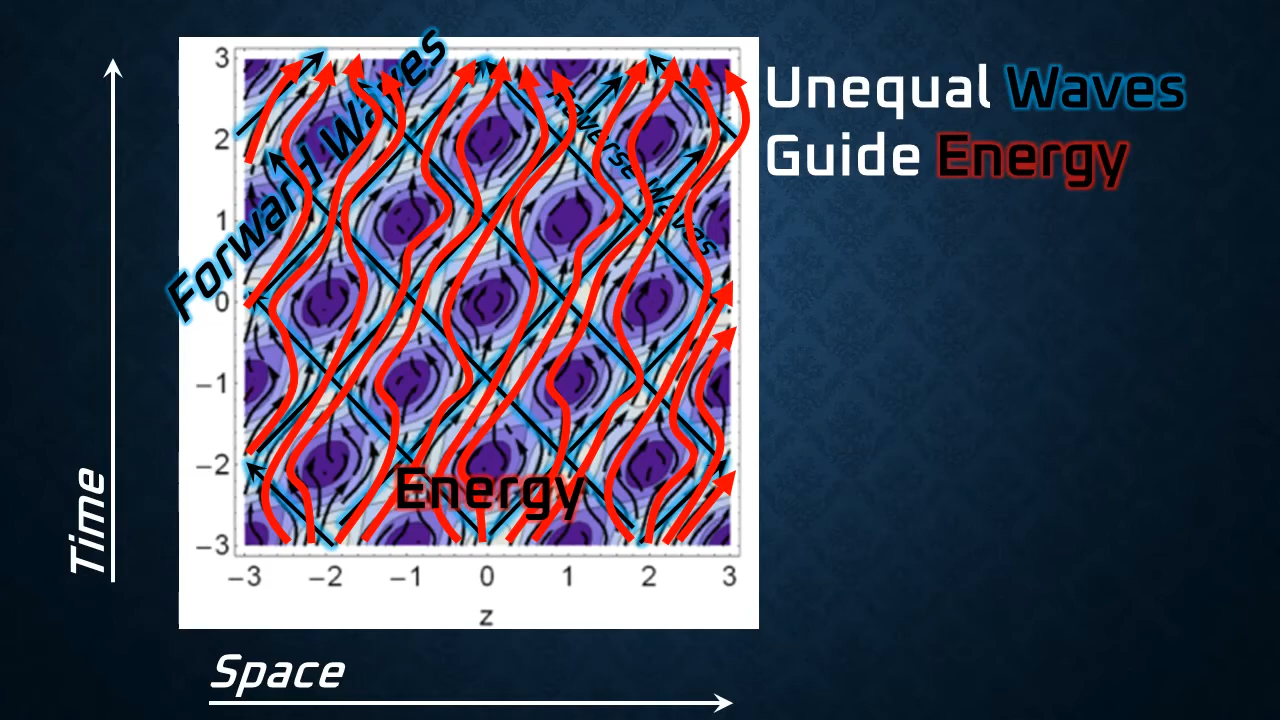 Unequal Waves
Guide Energy
Forward Waves
Reverse Waves
Energy
3
2
1
0
−1
−2
−3
−3 −2 −1 0 1 2 3
z
Time
Space